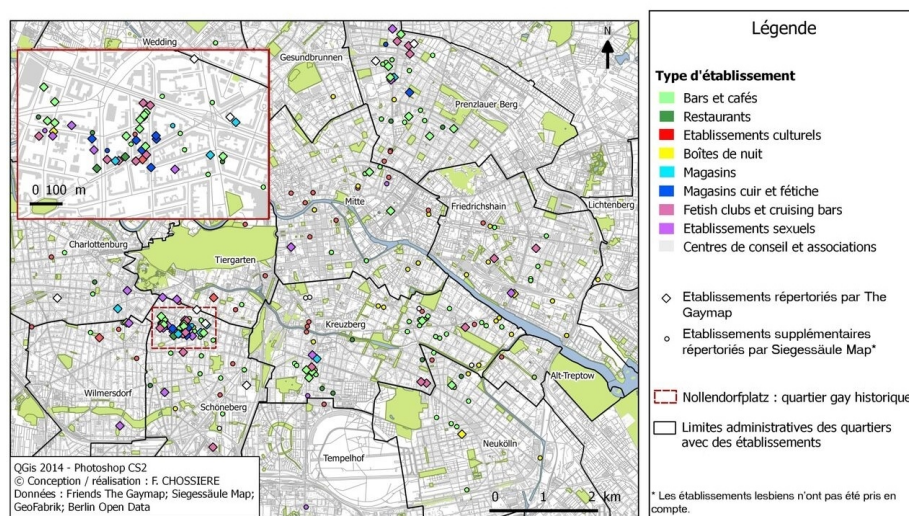 Wedding
Gesundbrunnen
Prenzlauer Berg
0 100 m
N
Mitte
Friedrichshain
Lichtenberg
Charlottenburg
Tiergarten
Kreuzberg
Alt-Treptow
Wilmersdorf
Schöneberg
Neukölln
Tempelhof
0 1 2 km
QGis 2014 - Photoshop CS2
© Conception / réalisation : F. CHOSSIERE
Données : Friends The Gaymap; Siegessäule Map;
GeoFabrik; Berlin Open Data
Légende
Type d'établissement
Bars et cafés
Restaurants
Etablissements culturels
Boîtes de nuit
Magasins
Magasins cuir et fétiche
Fetish clubs et cruising bars
Etablissements sexuels
Centres de conseil et associations
Etablissements répertoriés par The
Gaymap
Etablissements supplémentaires
répertoriés par Siegessäule Map*
Nollendorfplatz : quartier gay historique
Limites administratives des quartiers
avec des établissements
* Les établissements lesbiens n'ont pas été pris en
compte.